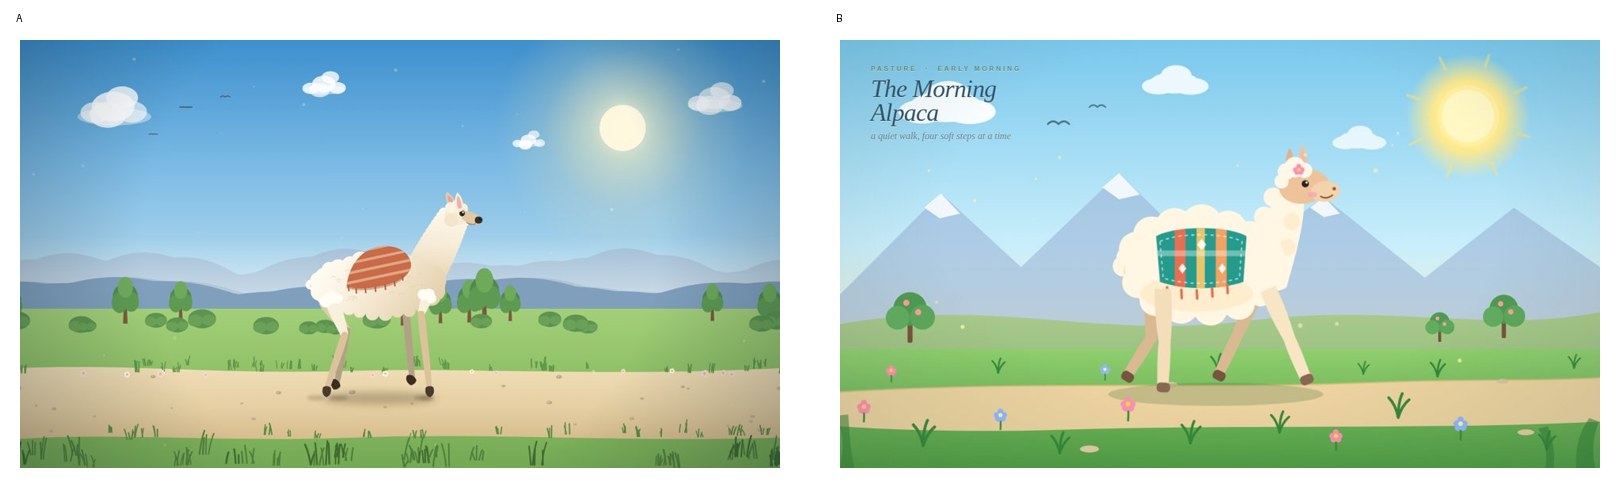 A
B
PASTURE · EARLY MORNING
The Morning
Alpaca
a quiet walk, four soft steps at a time